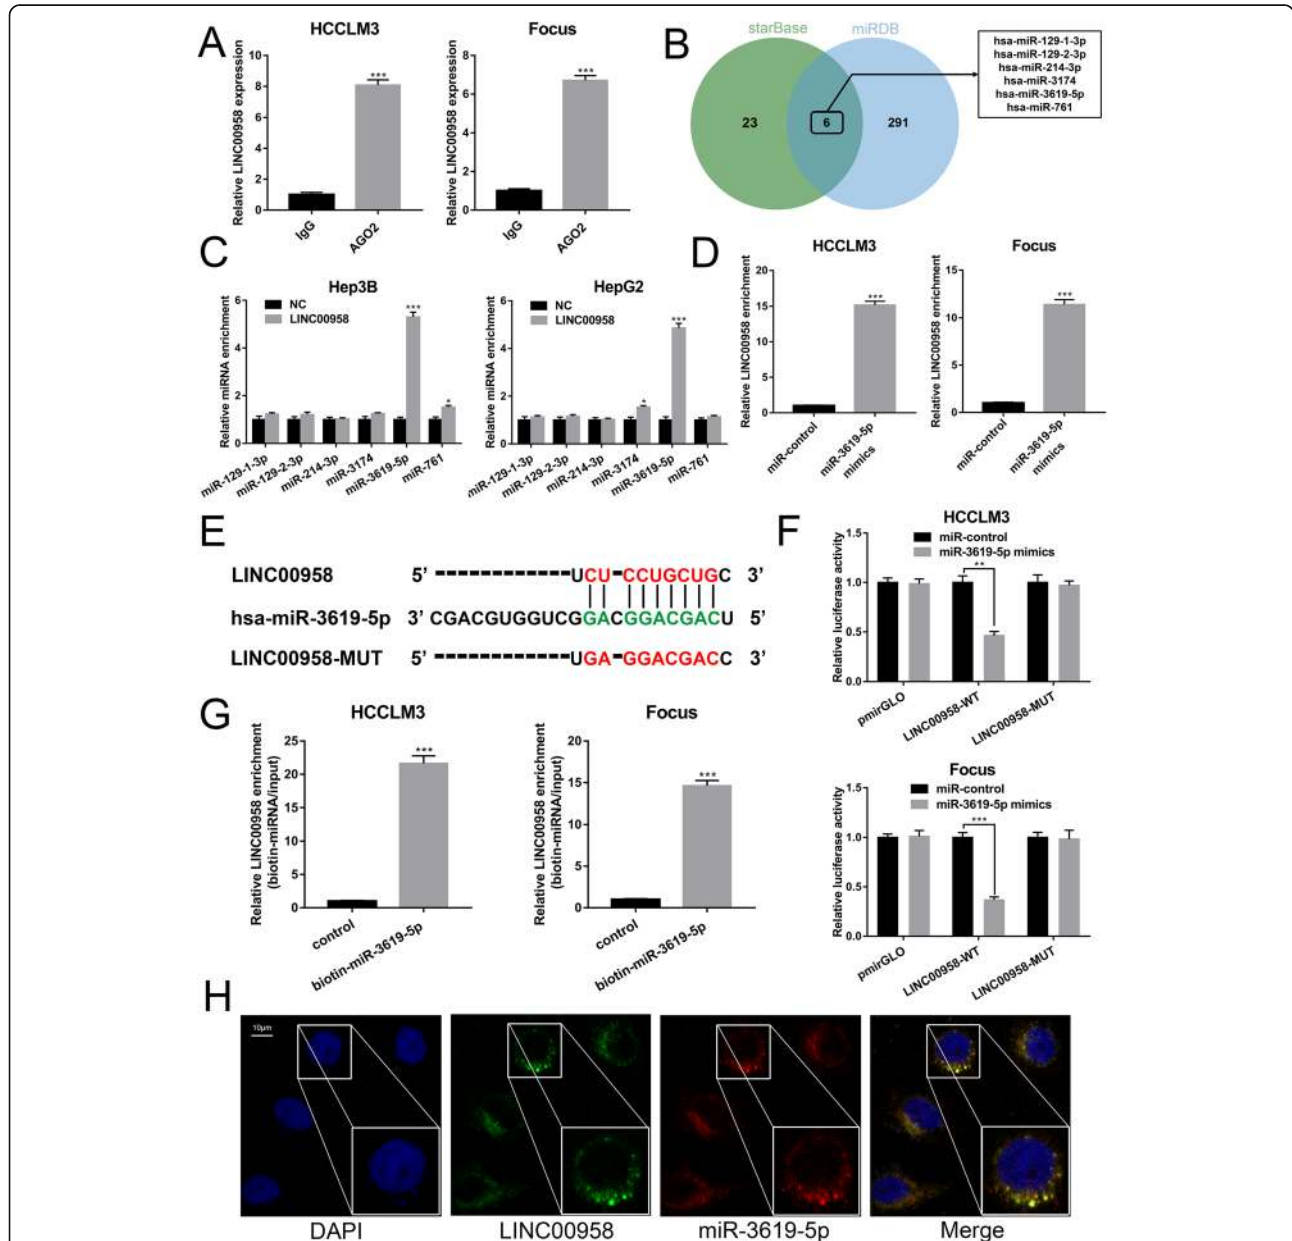 A
HCCLM3
Relative LINC00958 expression
10
8
6
4
2
0
***
IgG
AGO2
Focus
Relative LINC00958 expression
8
6
4
2
0
***
IgG
AGO2
B
starBase
miRDB
23
6
291
hsa-miR-129-1-3p
hsa-miR-129-2-3p
hsa-miR-214-3p
hsa-miR-3174
hsa-miR-3619-5p
hsa-miR-761
C
Hep3B
NC
LINC00958
Relative miRNA enrichment
6
4
2
0
***
*
miR-129-1-3p
miR-129-2-3p
miR-214-3p
miR-3174
miR-3619-5p
miR-761
HepG2
NC
LINC00958
Relative miRNA enrichment
6
4
2
0
*
***
miR-129-1-3p
miR-129-2-3p
miR-214-3p
miR-3174
miR-3619-5p
miR-761
D
HCCLM3
Relative LINC00958 enrichment
20
15
10
5
0
***
miR-control
miR-3619-5p
mimics
Focus
Relative LINC00958 enrichment
15
10
5
0
***
miR-control
miR-3619-5p
mimics
E
LINC00958 5’ -------------UCU-CCUGCUGC 3’
hsa-miR-3619-5p 3’ CGACGUGGUCGGACGGACGACU 5’
LINC00958-MUT 5’ -------------UGA-GGACGACC 3’
F
HCCLM3
miR-control
miR-3619-5p mimics
Relative luciferase activity
1.5
1.0
0.5
0.0
**
pmirGLO
LINC00958-WT
LINC00958-MUT
Focus
miR-control
miR-3619-5p mimics
Relative luciferase activity
1.5
1.0
0.5
0.0
***
pmirGLO
LINC00958-WT
LINC00958-MUT
G
HCCLM3
Relative LINC00958 enrichment
(biotin-miRNA/input)
25
20
15
10
5
0
***
control
biotin-miR-3619-5p
Focus
Relative LINC00958 enrichment
(biotin-miRNA/input)
20
15
10
5
0
***
control
biotin-miR-3619-5p
H
10μm
DAPI
LINC00958
miR-3619-5p
Merge